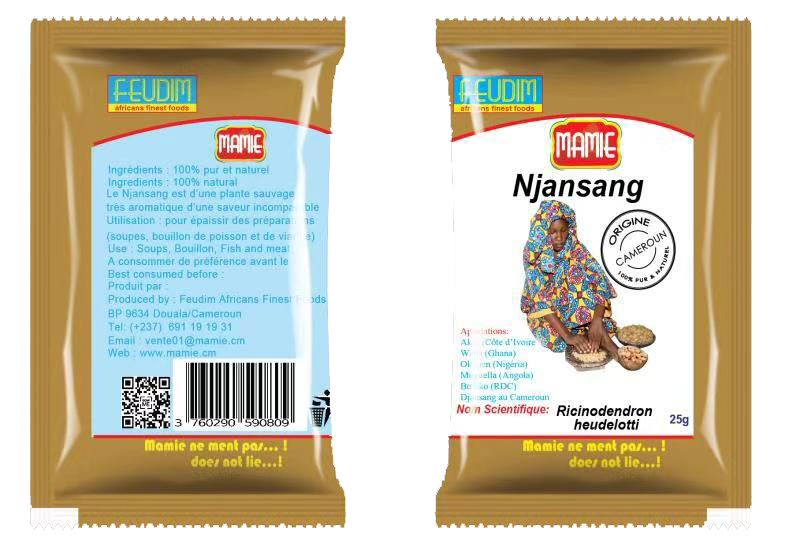 FEUDIM
africans finest foods
MAMIE
Ingrédients : 100% pur et naturel
Ingredients : 100% natural
Le Njansang est d'une plante sauvage
très aromatique d'une saveur
Utilisation : pour épaissir des
(soupes, bouillon de poisson et de
Use : Soups, Bouillon, Fish and meat
A consommer de préférence avant le
Best consumed before :
Produit par :
Produced by : Feudim Africans Finest Foods
BP 9634 Douala/Cameroun
Tel: (+237) 691 19 19 31
Email : vente01@mamie.cm
Web : www.mamie.cm
3 760290 590809
Mamie ne ment pas... !
does not lie...!
FEUDIM
africans finest foods
MAMIE
Njansang
ORIGINE
CAMEROUN
100% PUR & NATUREL
(Côte d'Ivoire
(Ghana)
(Nigéria)
(Angola)
(RDC)
Djansang au Cameroun
Nom Scientifique: Ricinodendron
heudelotti
25g
Mamie ne ment pas... !
does not lie...!